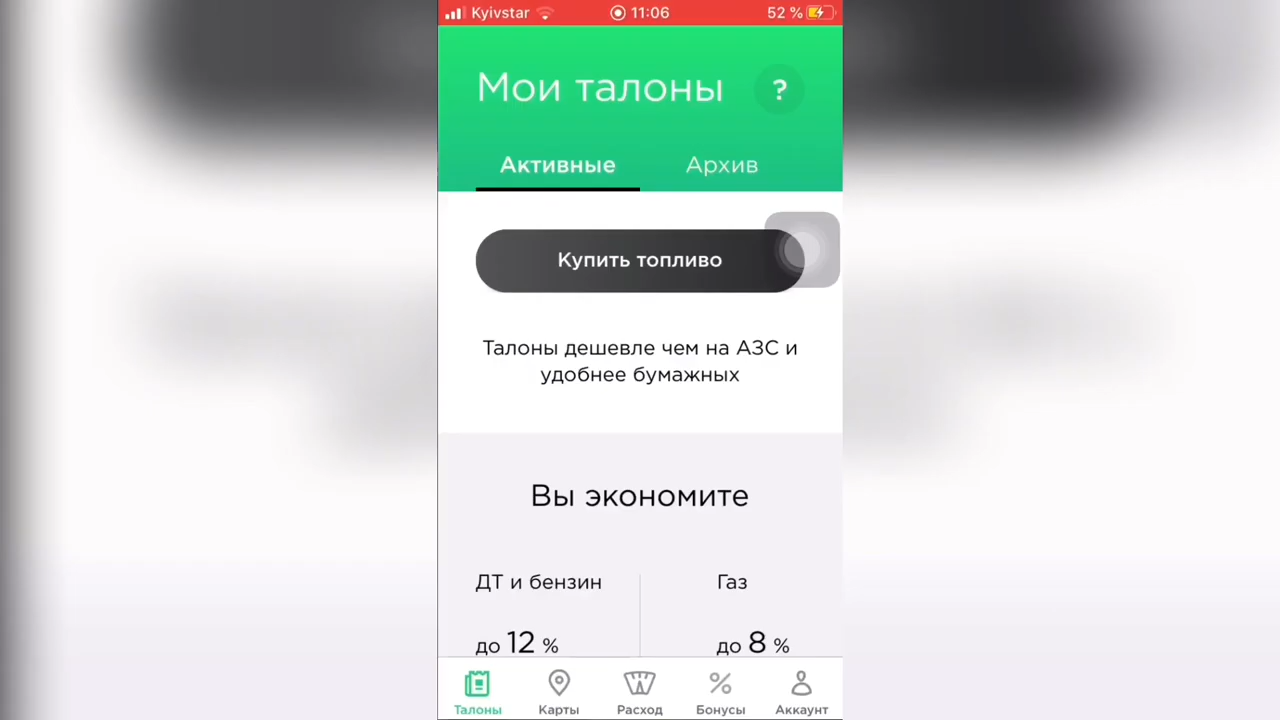 Kyivstar 11:06 52 %
Мои талоны ?
Активные Архив
Купить топливо
Талоны дешевле чем на АЗС и
удобнее бумажных
Вы экономите
ДТ и бензин Газ
до 12 % до 8 %
Талоны Карты Расход Бонусы Аккаунт